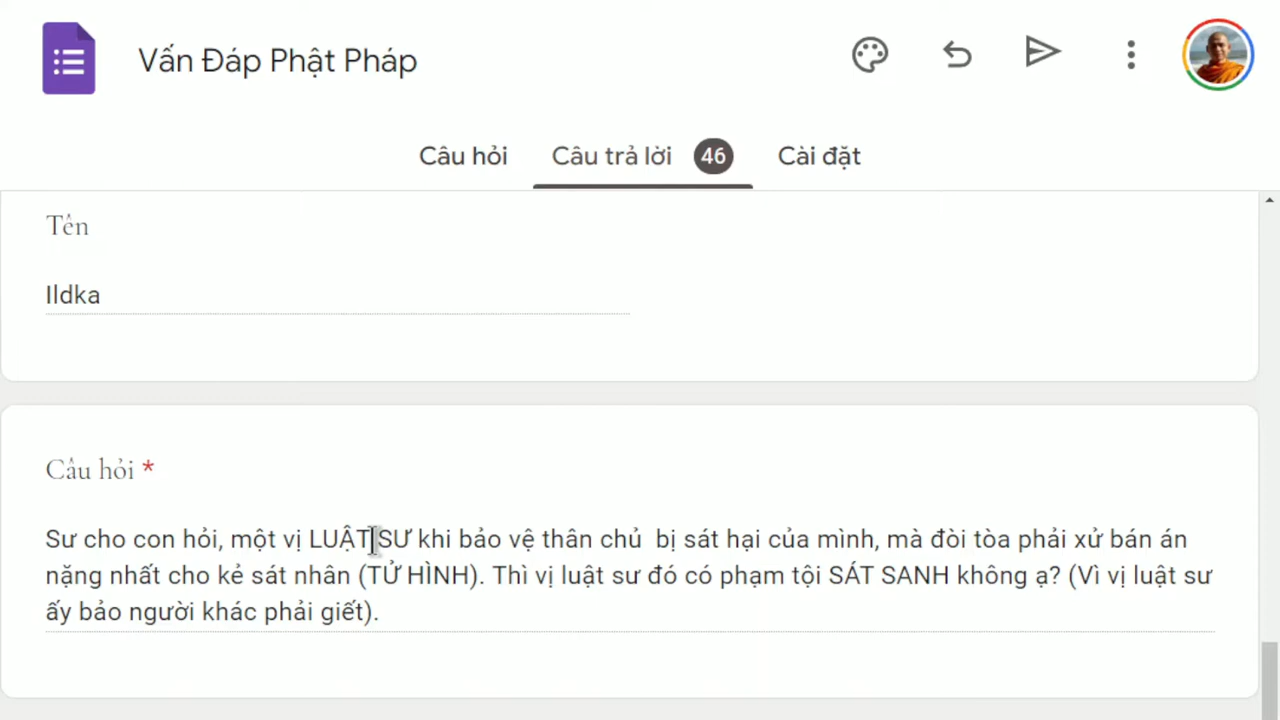 Vấn Đáp Phật Pháp
Câu hỏi
Câu trả lời 46
Cài đặt
Tên
Ildka
Câu hỏi *
Sư cho con hỏi, một vị LUẬT SƯ khi bảo vệ thân chủ  bị sát hại của mình, mà đòi tòa phải xử bán án
nặng nhất cho kẻ sát nhân (TỬ HÌNH). Thì vị luật sư đó có phạm tội SÁT SANH không ạ? (Vì vị luật sư
ấy bảo người khác phải giết).